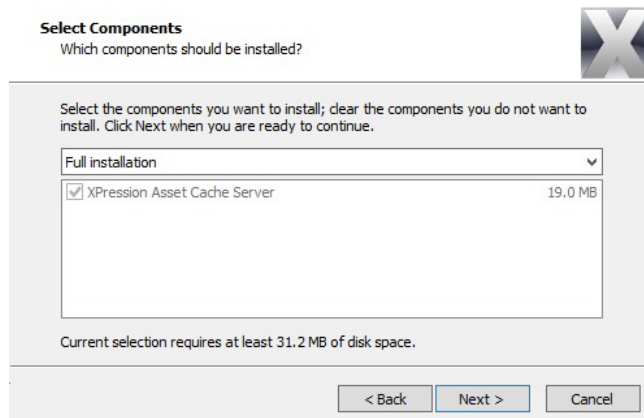 Select Components
Which components should be installed?
X
Select the components you want to install; clear the components you do not want to
install. Click Next when you are ready to continue.
Full installation
XPression Asset Cache Server 19.0 MB
Current selection requires at least 31.2 MB of disk space.
< Back Next > Cancel